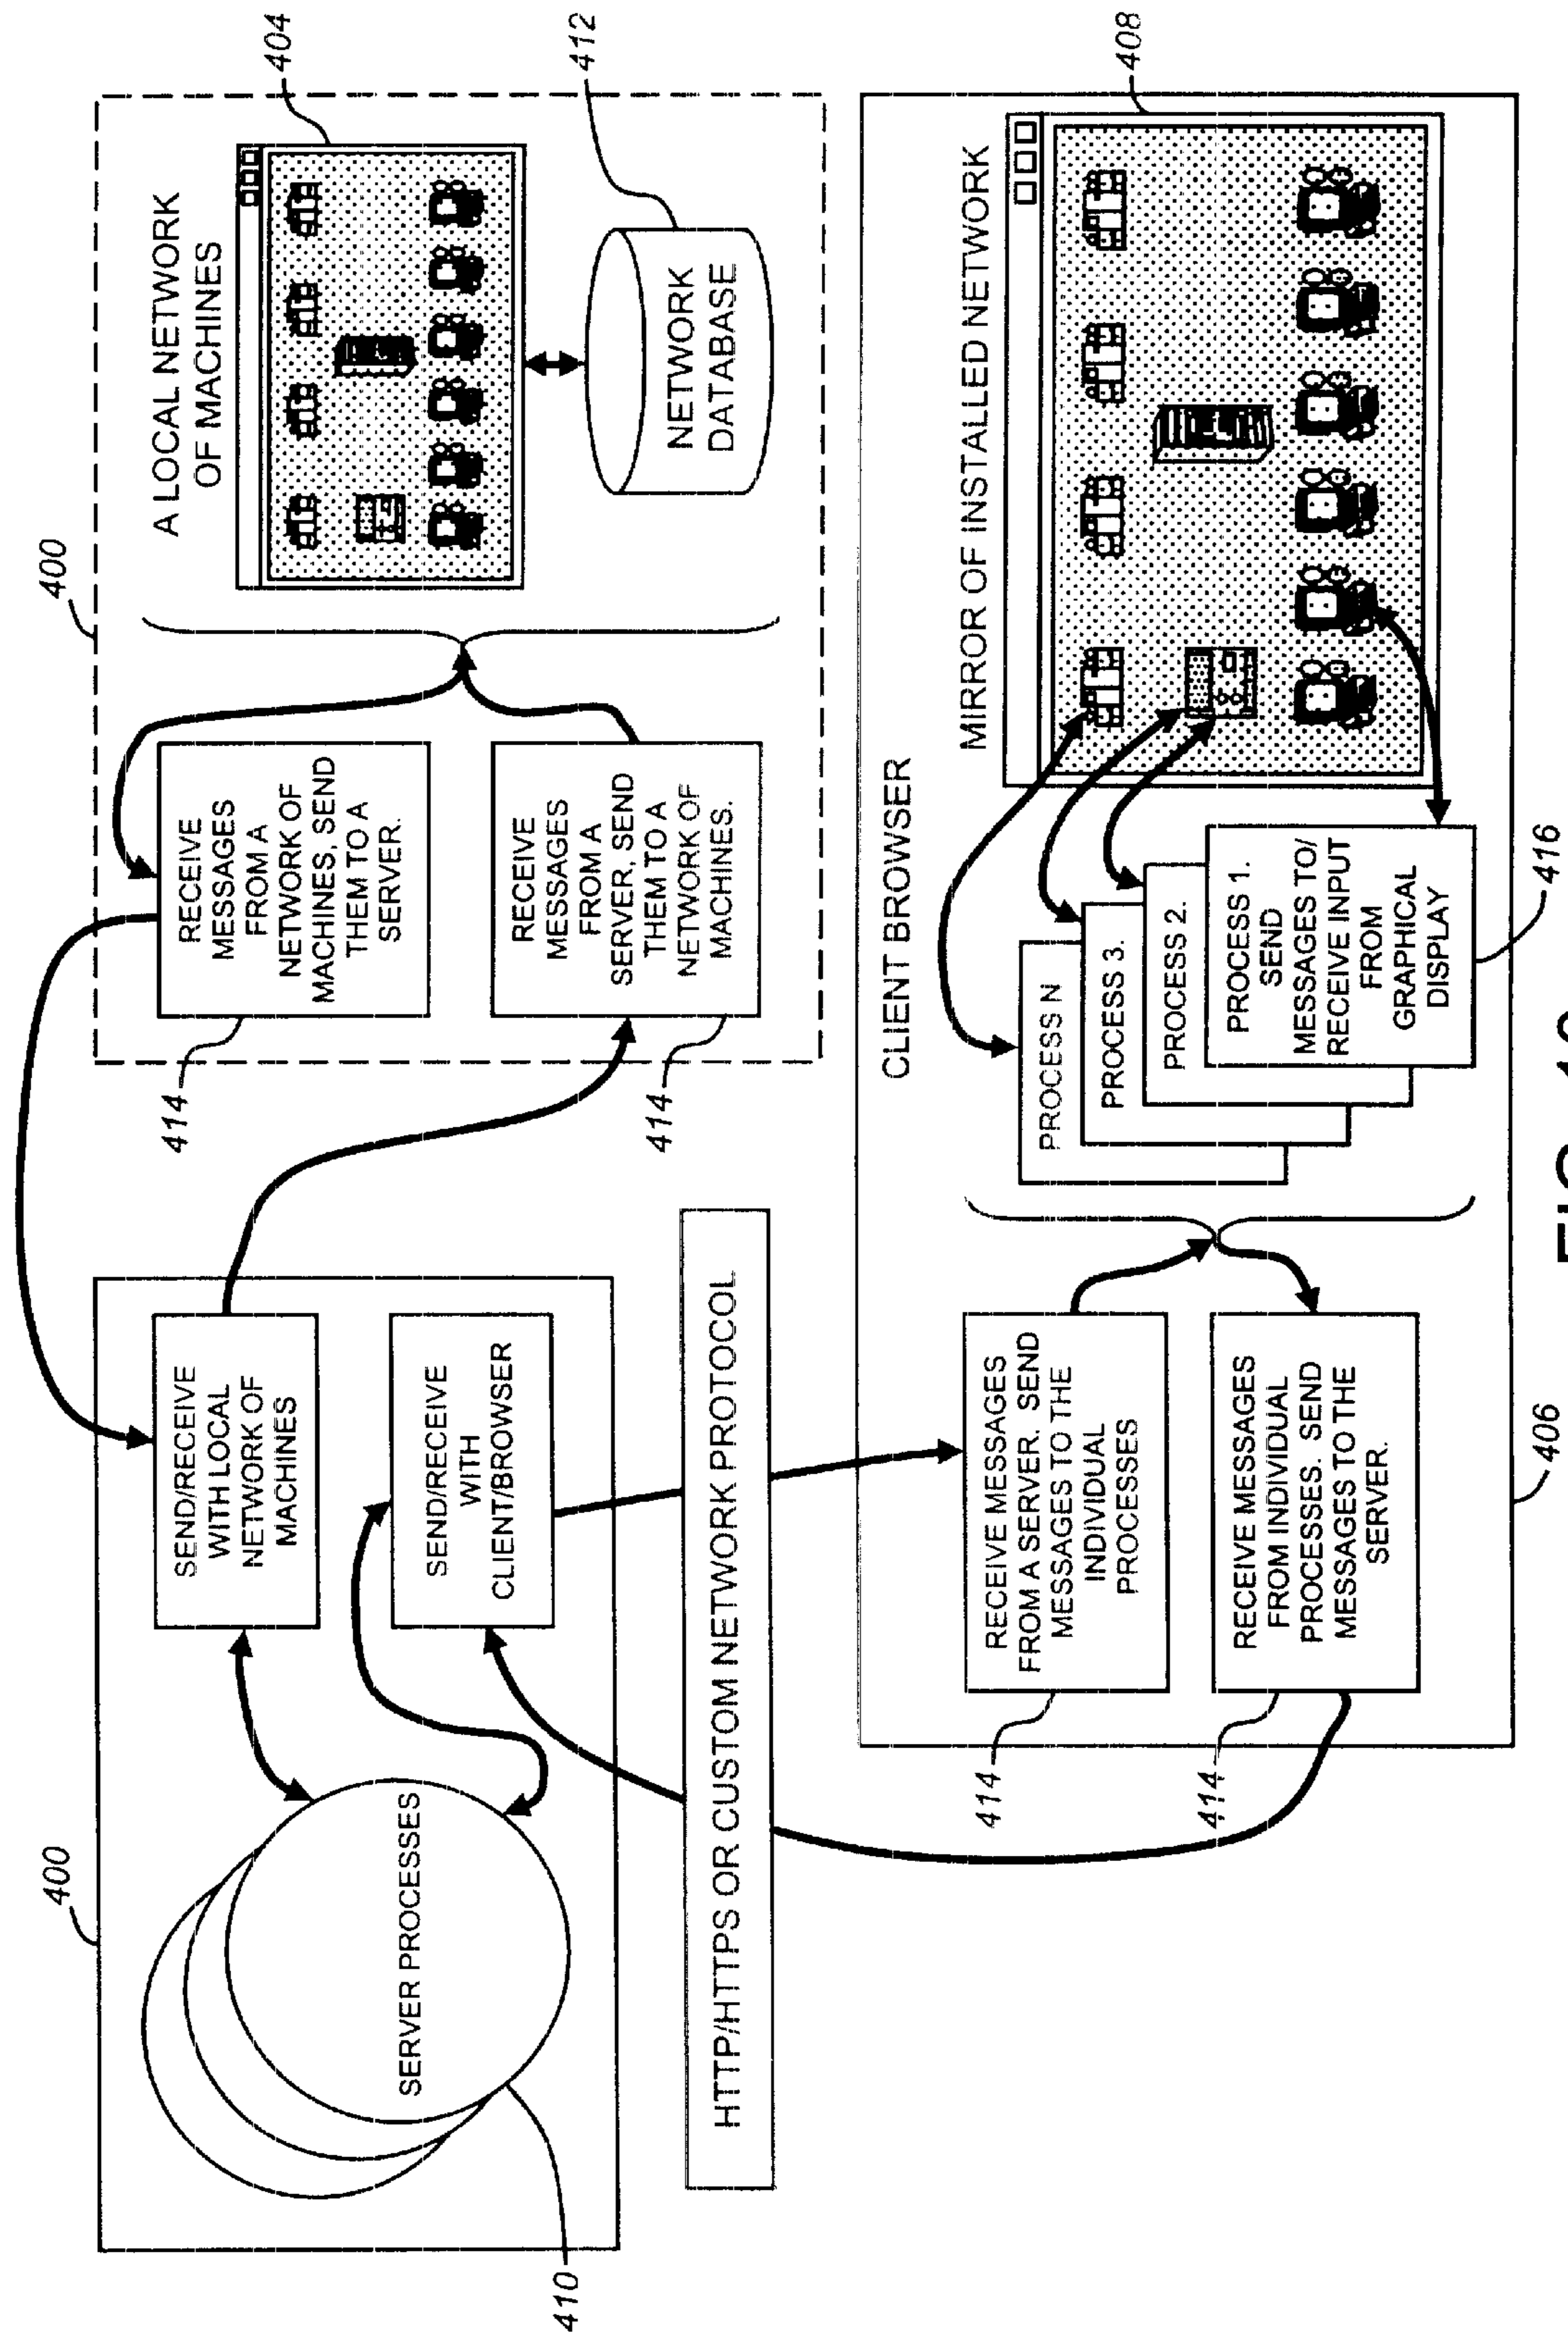 400
SERVER PROCESSES
410
SEND/RECEIVE
WITH LOCAL
NETWORK OF
MACHINES
SEND/RECEIVE
WITH
CLIENT/BROWSER
HTTP/HTTPS OR CUSTOM NETWORK PROTOCOL
400
414
RECEIVE
MESSAGES
FROM A
NETWORK OF
MACHINES, SEND
THEM TO A
SERVER.
414
RECEIVE
MESSAGES
FROM A
SERVER, SEND
THEM TO A
NETWORK OF
MACHINES.
A LOCAL NETWORK
OF MACHINES
404
NETWORK
DATABASE
412
CLIENT BROWSER
414
RECEIVE MESSAGES
FROM A SERVER. SEND
MESSAGES TO THE
INDIVIDUAL
PROCESSES
414
RECEIVE MESSAGES
FROM INDIVIDUAL
PROCESSES. SEND
MESSAGES TO THE
SERVER.
406
PROCESS N
PROCESS 3.
PROCESS 2.
PROCESS 1.
SEND
MESSAGES TO/
RECEIVE INPUT
FROM
GRAPHICAL
DISPLAY
416
MIRROR OF INSTALLED NETWORK
408